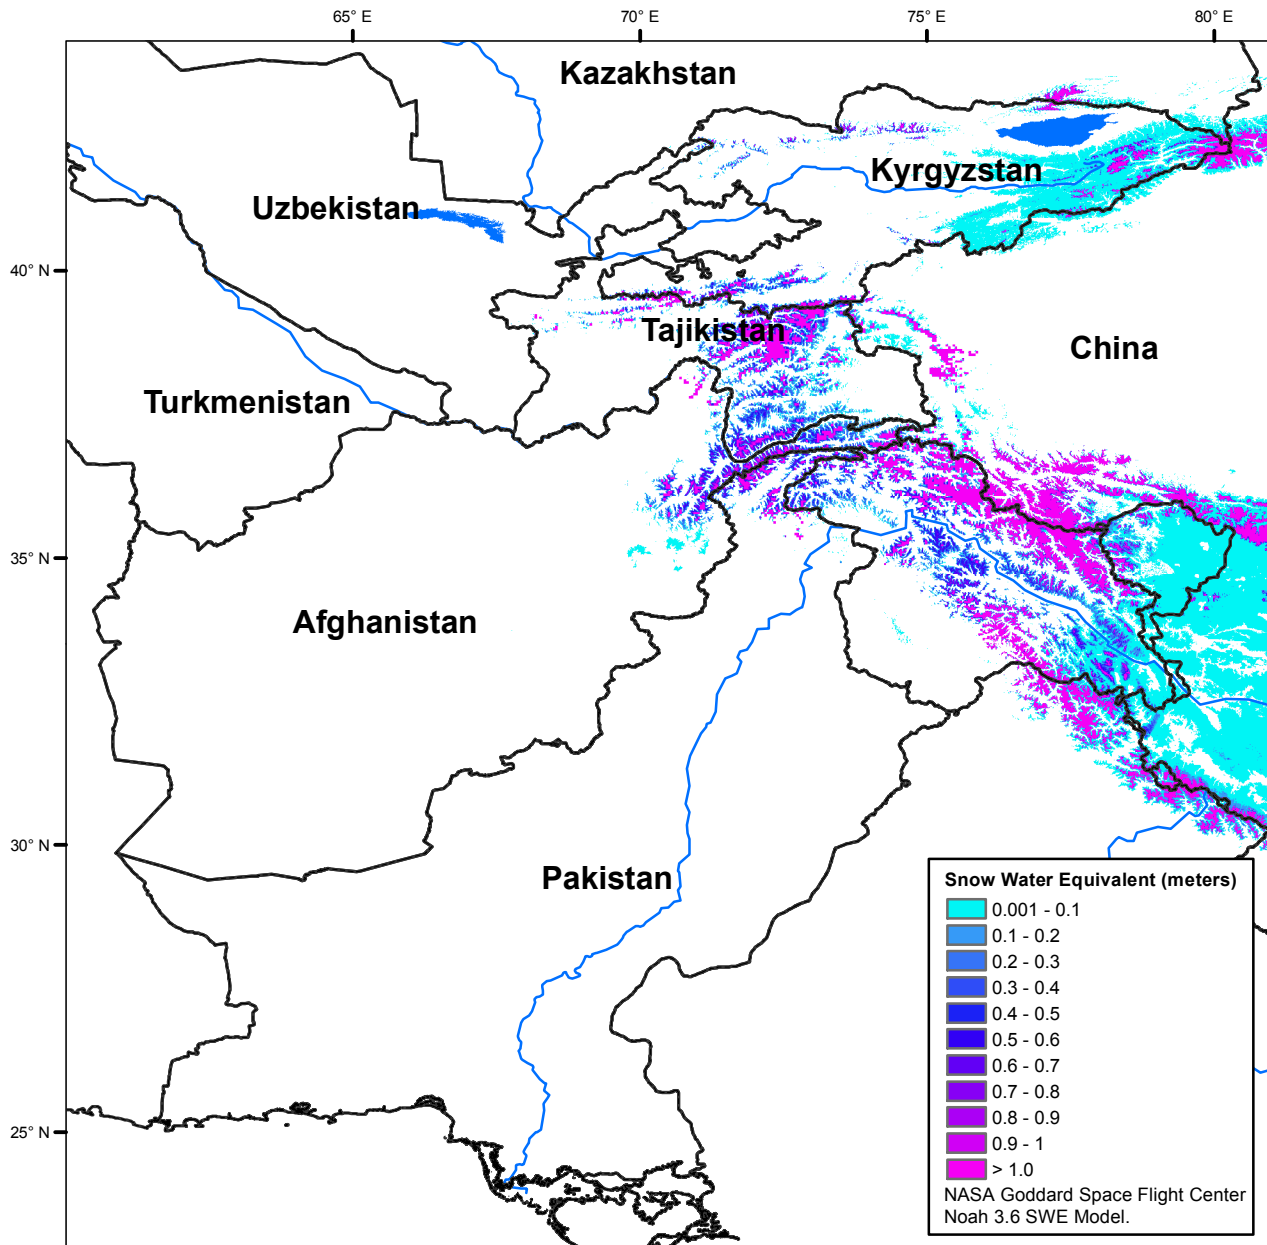 65° E
70° E
75° E
80° E
Kazakhstan
Kyrgyzstan
Uzbekistan
40° N
Tajikistan
China
Turkmenistan
35° N
Afghanistan
30° N
Pakistan
25° N
Snow Water Equivalent (meters)
0.001 - 0.1
0.1 - 0.2
0.2 - 0.3
0.3 - 0.4
0.4 - 0.5
0.5 - 0.6
0.6 - 0.7
0.7 - 0.8
0.8 - 0.9
0.9 - 1
> 1.0
NASA Goddard Space Flight Center
Noah 3.6 SWE Model.